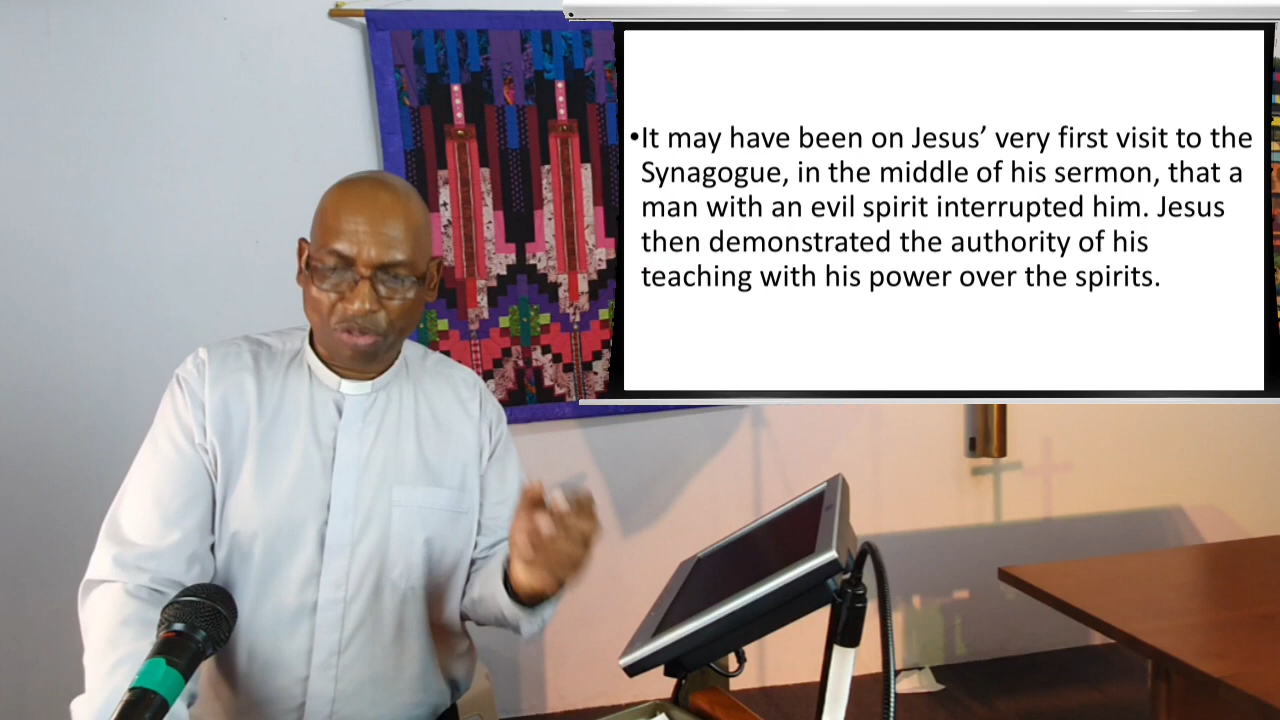 •It may have been on Jesus’ very first visit to the
Synagogue, in the middle of his sermon, that a
man with an evil spirit interrupted him. Jesus
then demonstrated the authority of his
teaching with his power over the spirits.